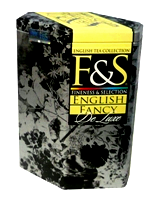 ENGLISH TEA COLLECTION
F&S
FINENESS & SELECTION
ENGLISH
FANCY
De Luxe